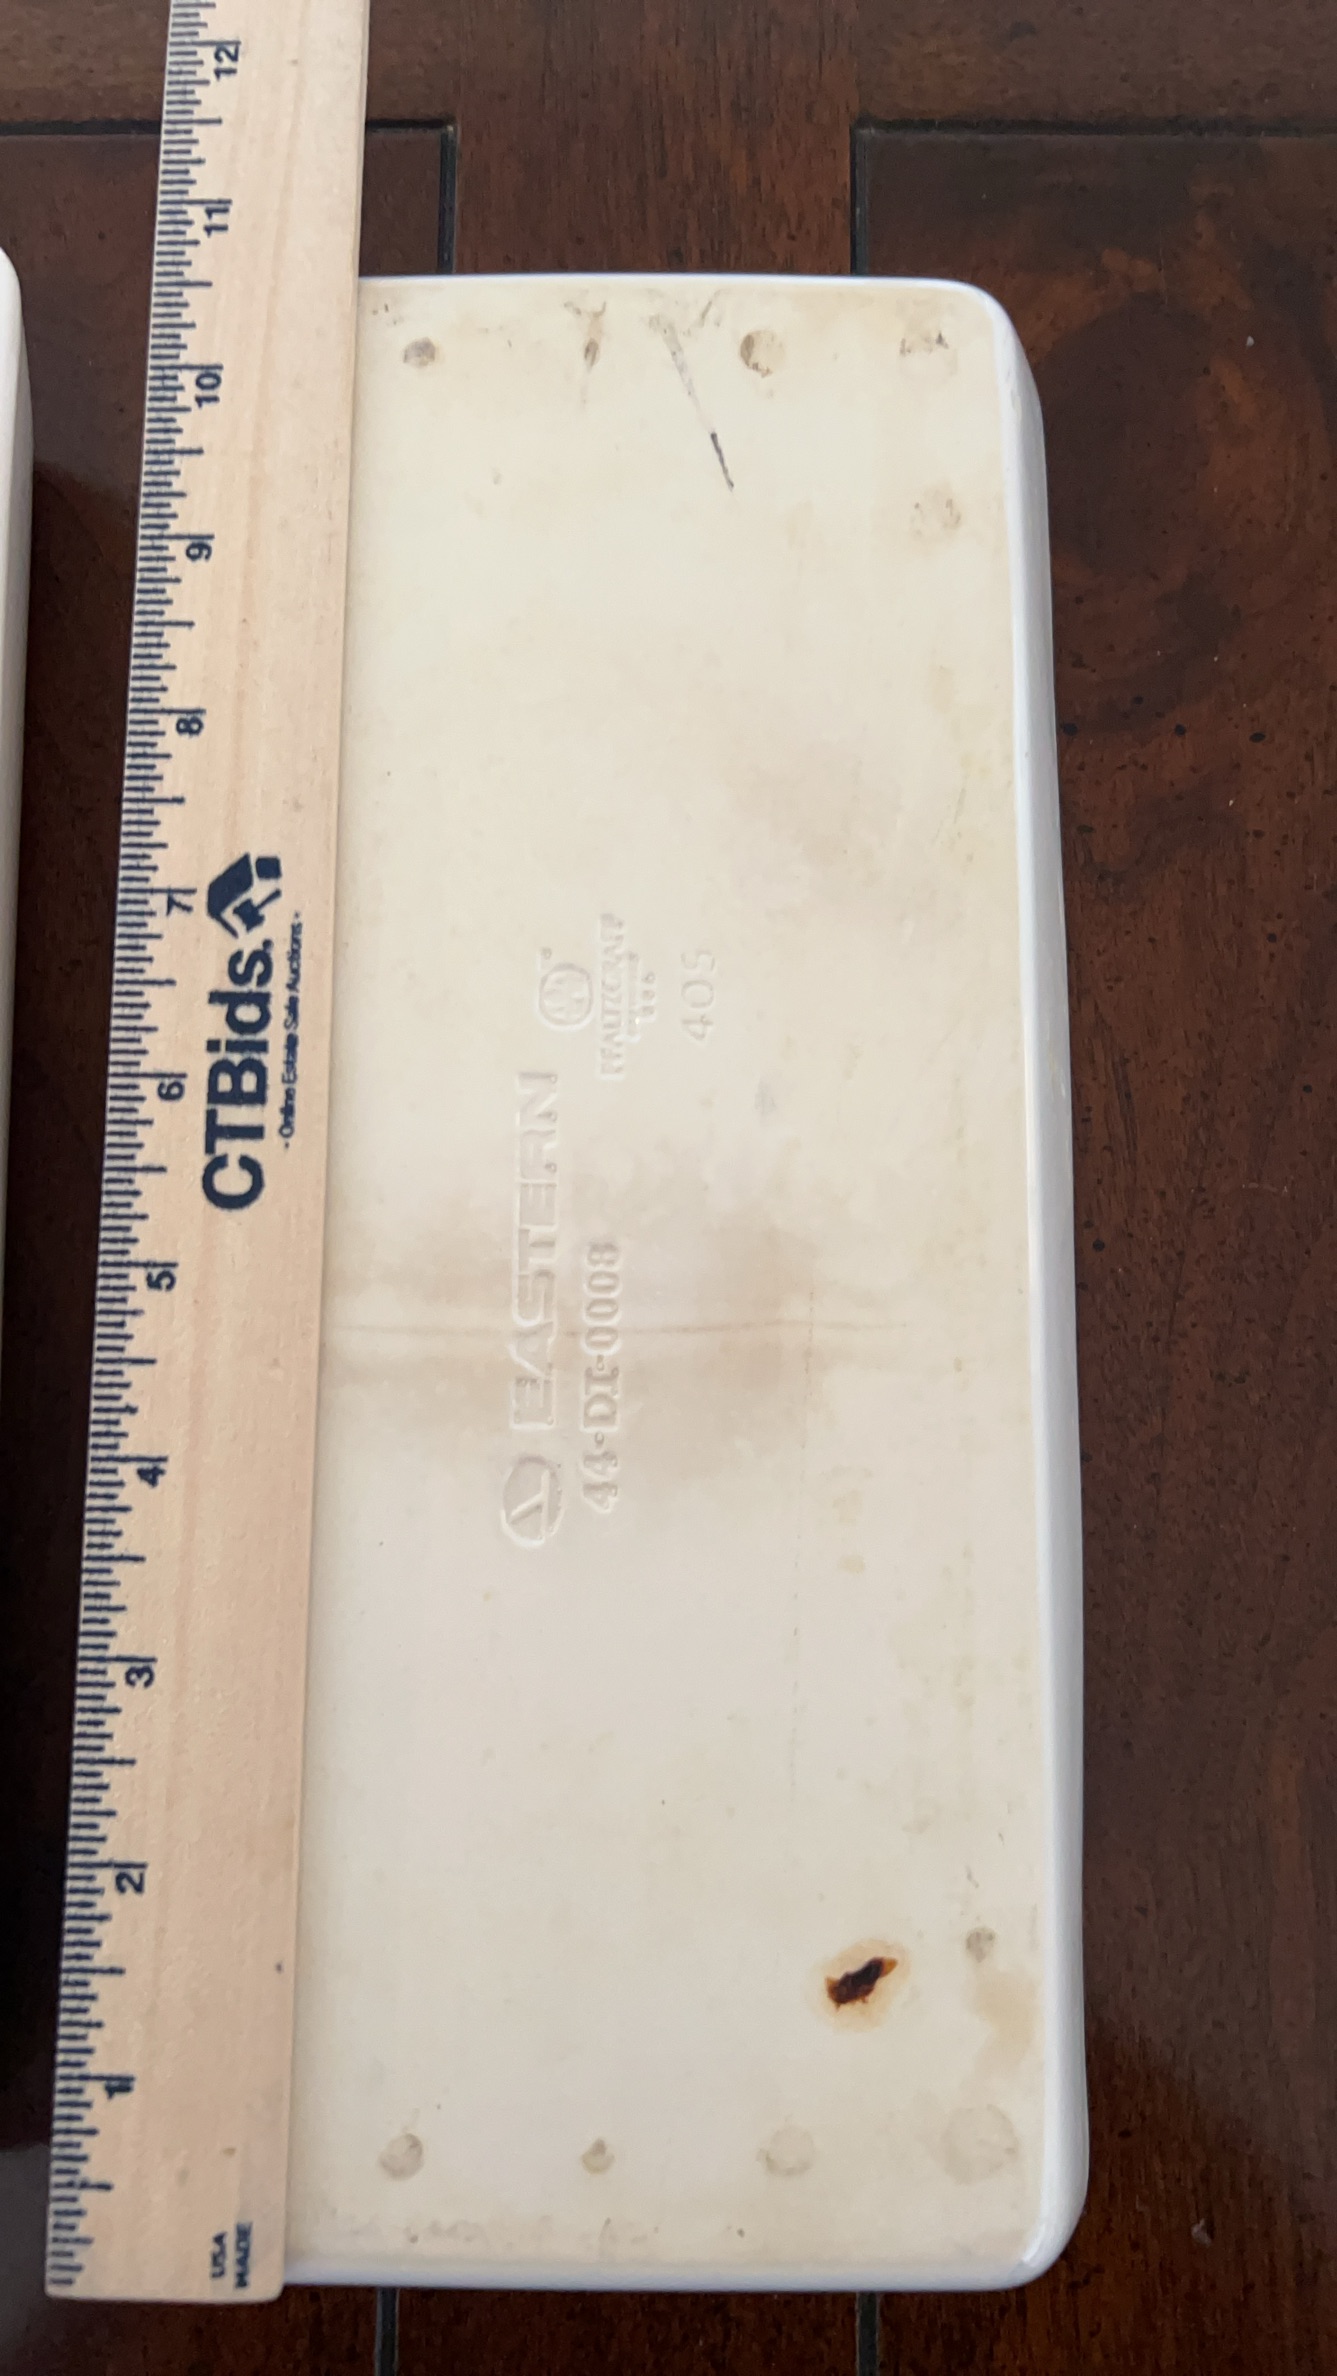 12
11
10
9
8
7
6
5
4
3
2
1
CTBids.
- Online Estate Sale Auctions -
USA
MADE
EASTERN
44-DI-0008
PFALTZGRAFF
405